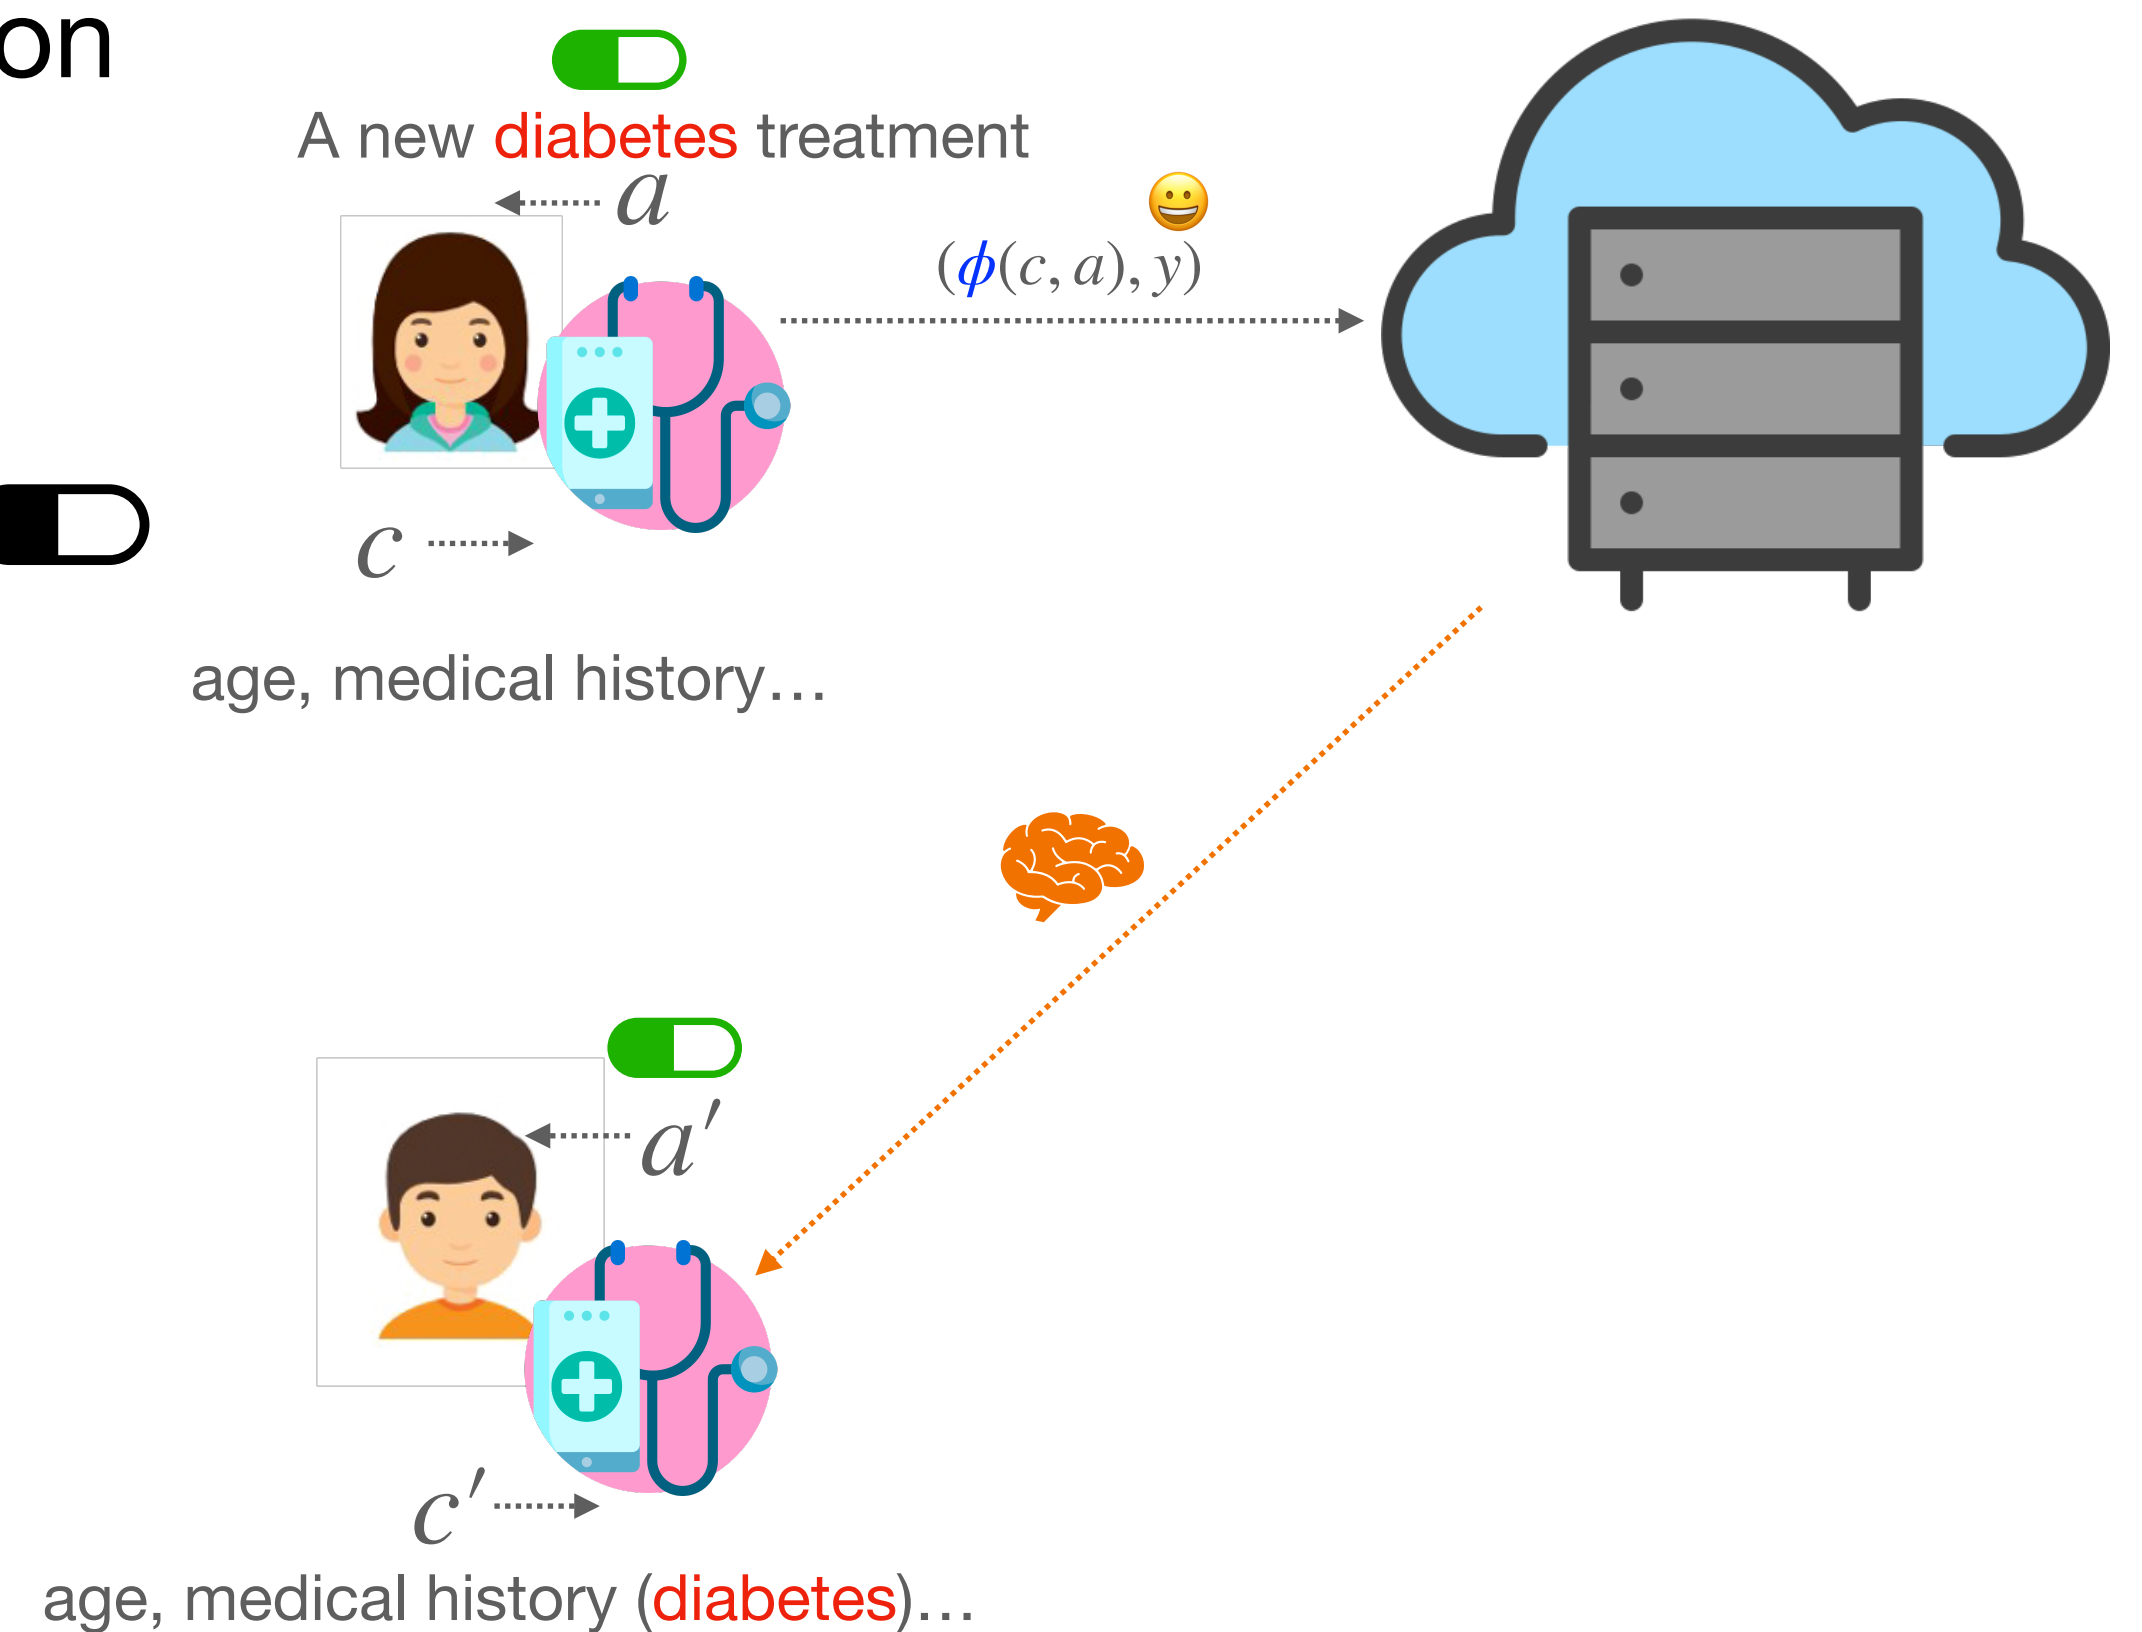 on
A new diabetes treatment
a
(ϕ(c, a), y)
c
age, medical history…
a′
c′
age, medical history (diabetes)…